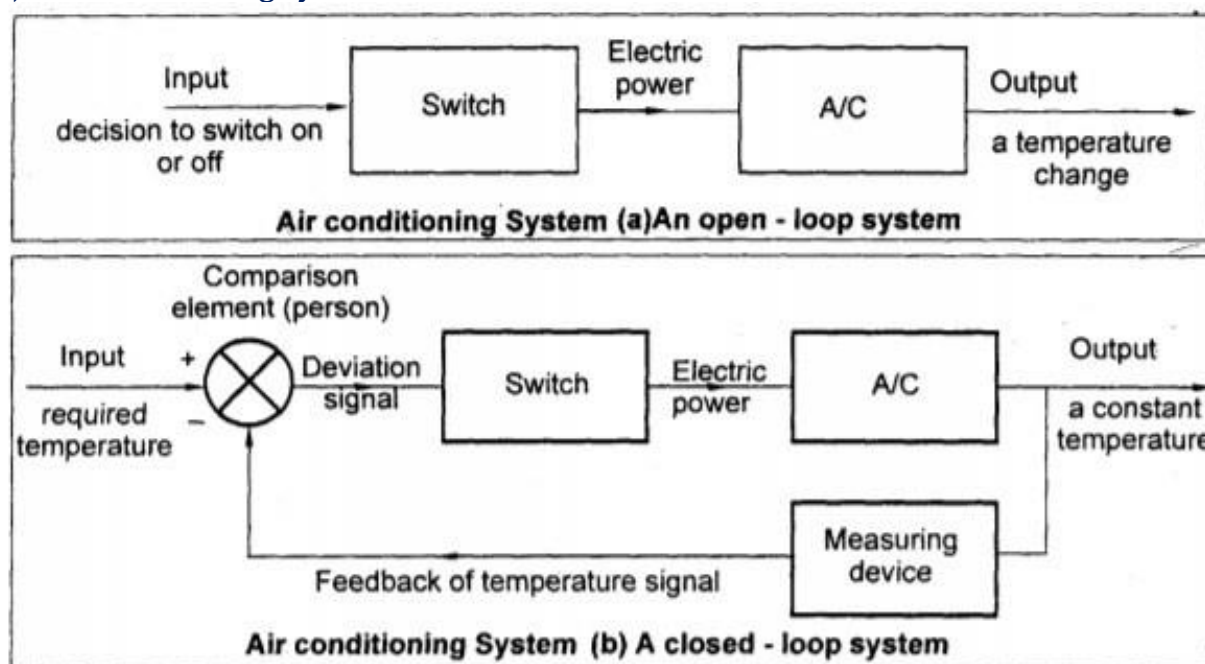 Input
decision to switch on
or off
Switch
Electric
power
A/C
Output
a temperature
change
Air conditioning System (a)An open - loop system
Comparison
element (person)
Input
+
required
temperature
−
Deviation
signal
Switch
Electric
power
A/C
Output
a constant
temperature
Measuring
device
Feedback of temperature signal
Air conditioning System (b) A closed - loop system